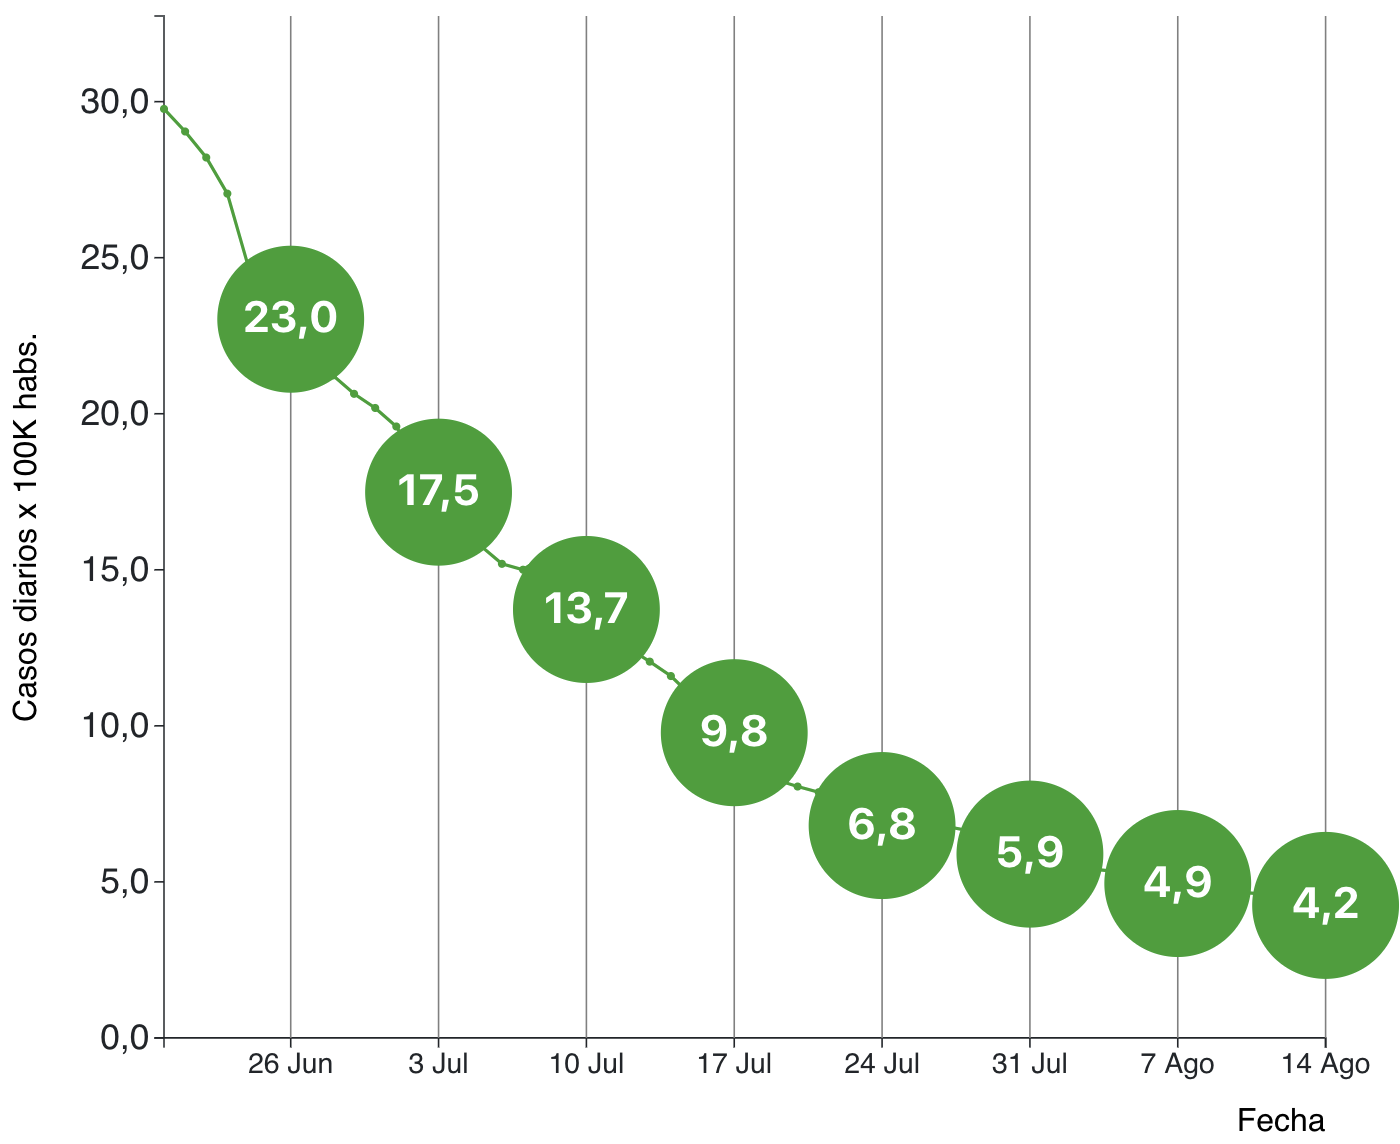 Casos diarios x 100K habs.
30,0
25,0
20,0
15,0
10,0
5,0
0,0
23,0
17,5
13,7
9,8
6,8
5,9
4,9
4,2
26 Jun
3 Jul
10 Jul
17 Jul
24 Jul
31 Jul
7 Ago
14 Ago
Fecha